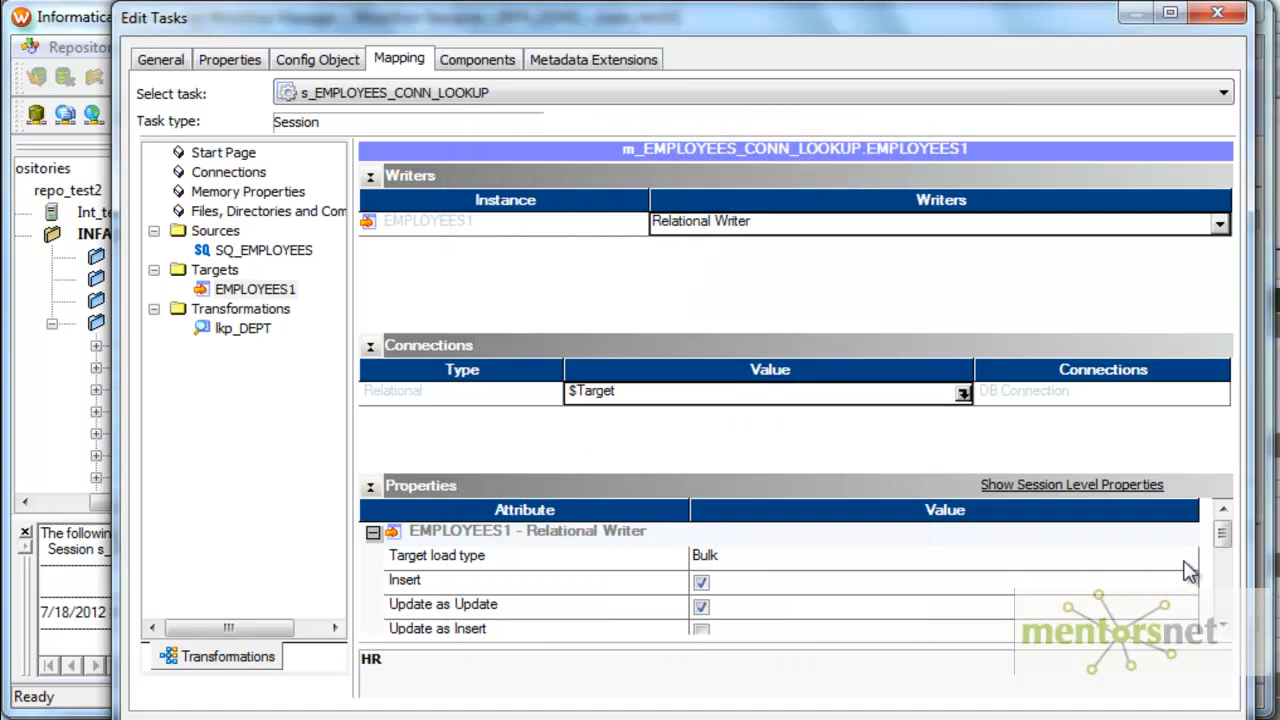 Informatica
Edit Tasks
Repositor
General
Properties
Config Object
Mapping
Components
Metadata Extensions
Select task:
s_EMPLOYEES_CONN_LOOKUP
Task type:
Session
ositories
repo_test2
Int_te
INFA
Start Page
Connections
Memory Properties
Files, Directories and Com
Sources
SQ_EMPLOYEES
Targets
EMPLOYEES1
Transformations
lkp_DEPT
Transformations
m_EMPLOYEES_CONN_LOOKUP.EMPLOYEES1
Writers
Instance Writers
EMPLOYEES1 Relational Writer
Connections
Type Value Connections
Relational $Target DB Connection
Properties Show Session Level Properties
Attribute Value
EMPLOYEES1 - Relational Writer
Target load type Bulk
Insert
Update as Update
Update as Insert
HR
The following
Session s_
7/18/2012
Ready
mentorsnet